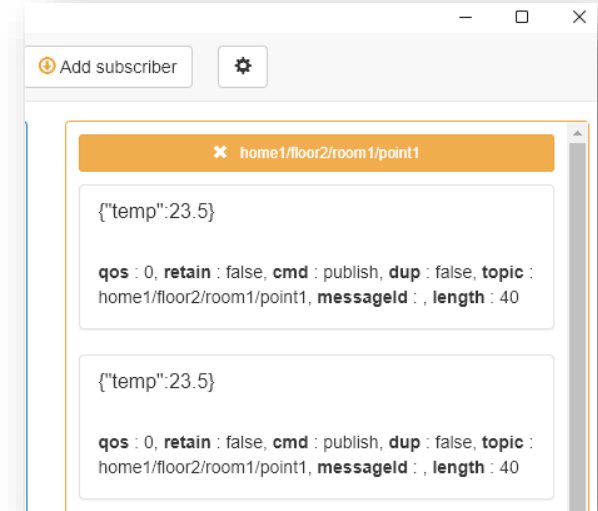 Add subscriber
home1/floor2/room1/point1
{"temp":23.5}
qos : 0, retain : false, cmd : publish, dup : false, topic :
home1/floor2/room1/point1, messageId : , length : 40
{"temp":23.5}
qos : 0, retain : false, cmd : publish, dup : false, topic :
home1/floor2/room1/point1, messageId : , length : 40